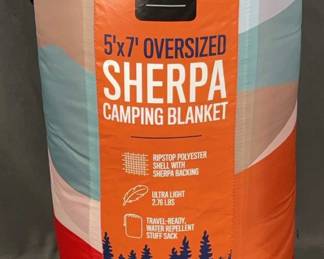 5'x7' OVERSIZED
SHERPA
CAMPING BLANKET
RIPSTOP POLYESTER
SHELL WITH
SHERPA BACKING
ULTRA LIGHT
2.76 LBS
TRAVEL-READY,
WATER REPELLENT
STUFF SACK